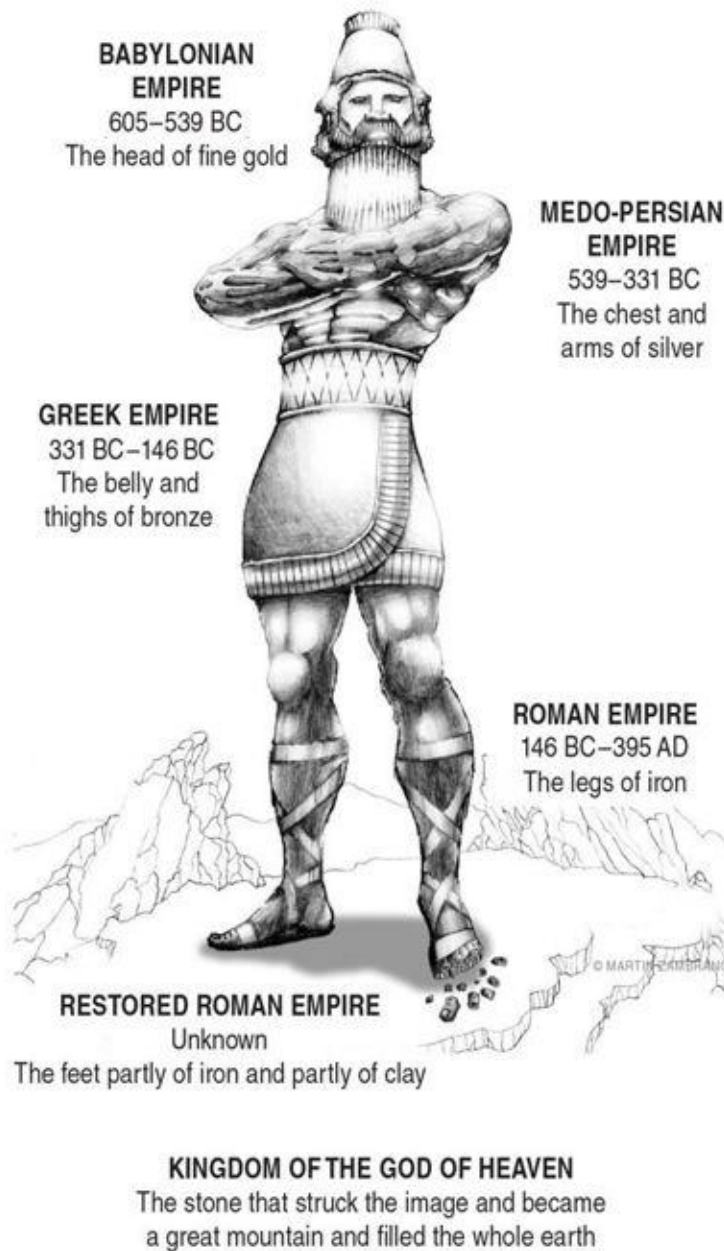 BABYLONIAN
EMPIRE
605–539 BC
The head of fine gold
MEDO-PERSIAN
EMPIRE
539–331 BC
The chest and
arms of silver
GREEK EMPIRE
331 BC–146 BC
The belly and
thighs of bronze
ROMAN EMPIRE
146 BC–395 AD
The legs of iron
© MARTIN ZAMBRANO
RESTORED ROMAN EMPIRE
Unknown
The feet partly of iron and partly of clay
KINGDOM OF THE GOD OF HEAVEN
The stone that struck the image and became
a great mountain and filled the whole earth